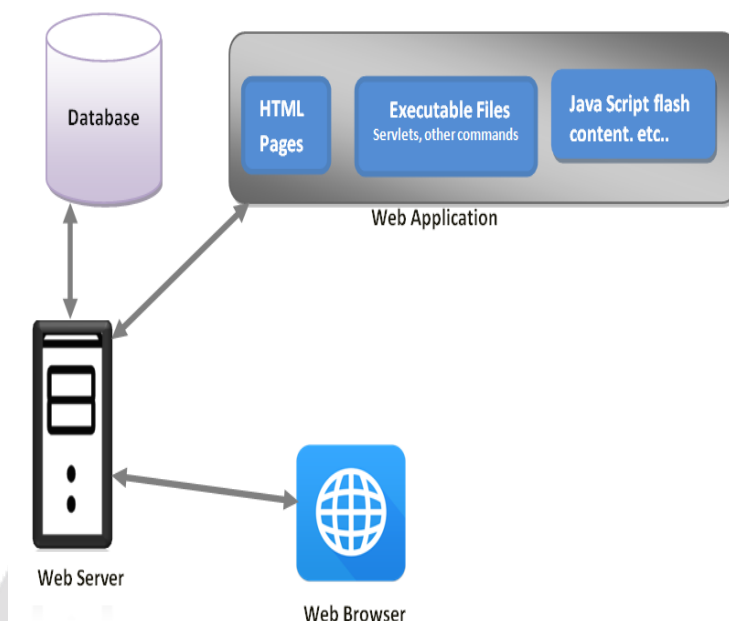 Database
HTML
Pages
Executable Files
Servlets, other commands
Java Script flash
content. etc..
Web Application
Web Server
Web Browser